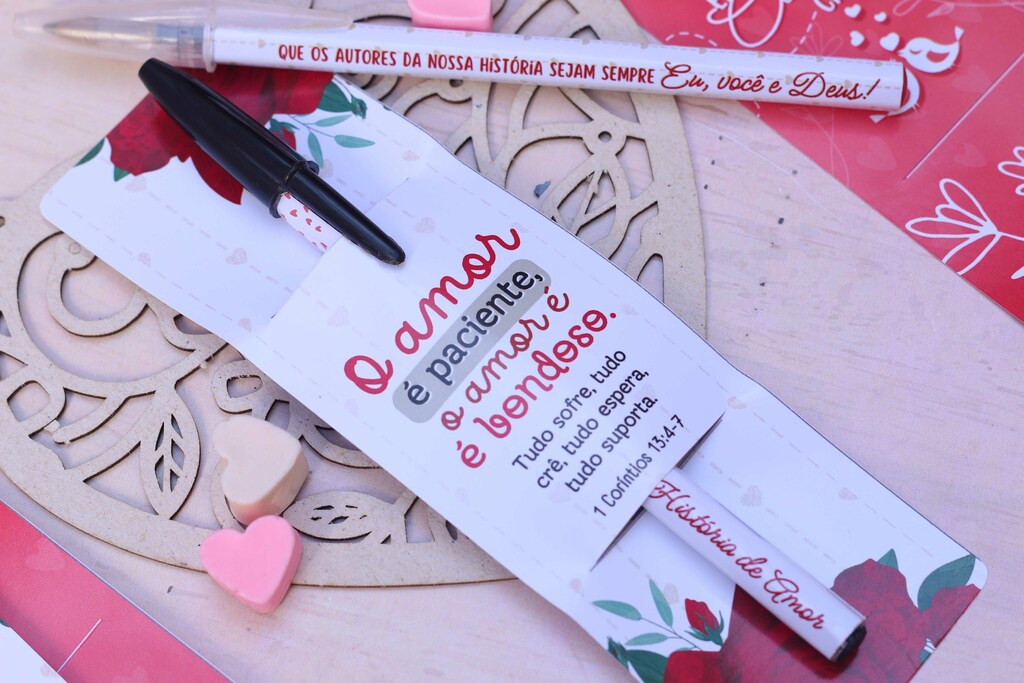 QUE OS AUTORES DA NOSSA HISTÓRIA SEJAM SEMPRE Eu, você e Deus!
O amor
é paciente,
o amor é
é bondoso.
Tudo sofre, tudo
crê, tudo espera,
tudo suporta.
1 Coríntios 13:4-7
História de Amor